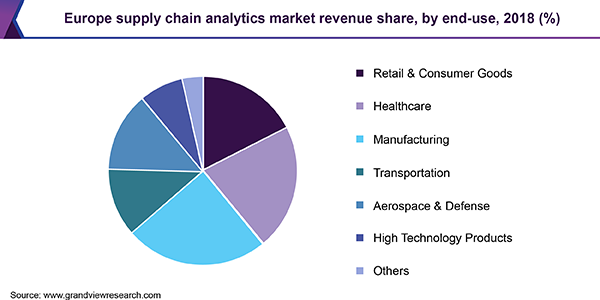 Europe supply chain analytics market revenue share, by end-use, 2018 (%)
Retail & Consumer Goods
Healthcare
Manufacturing
Transportation
Aerospace & Defense
High Technology Products
Others
Source: www.grandviewresearch.com